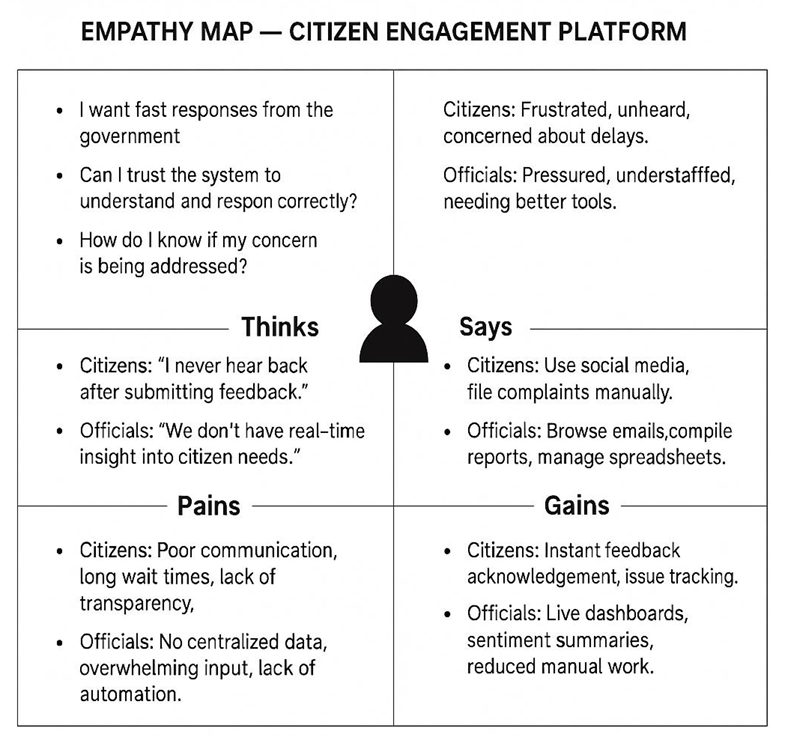 EMPATHY MAP — CITIZEN ENGAGEMENT PLATFORM
• I want fast responses from the
government
• Can I trust the system to
understand and respon correctly?
• How do I know if my concern
is being addressed?
Citizens: Frustrated, unheard,
concerned about delays.
Officials: Pressured, understafffed,
needing better tools.
Thinks
Says
• Citizens: “I never hear back
after submitting feedback.”
• Officials: “We don't have real-time
insight into citizen needs.”
• Citizens: Use social media,
file complaints manually.
• Officials: Browse emails,compile
reports, manage spreadsheets.
Pains
Gains
• Citizens: Poor communication,
long wait times, lack of
transparency,
• Officials: No centralized data,
overwhelming input, lack of
automation.
• Citizens: Instant feedback
acknowledgement, issue tracking.
• Officials: Live dashboards,
sentiment summaries,
reduced manual work.